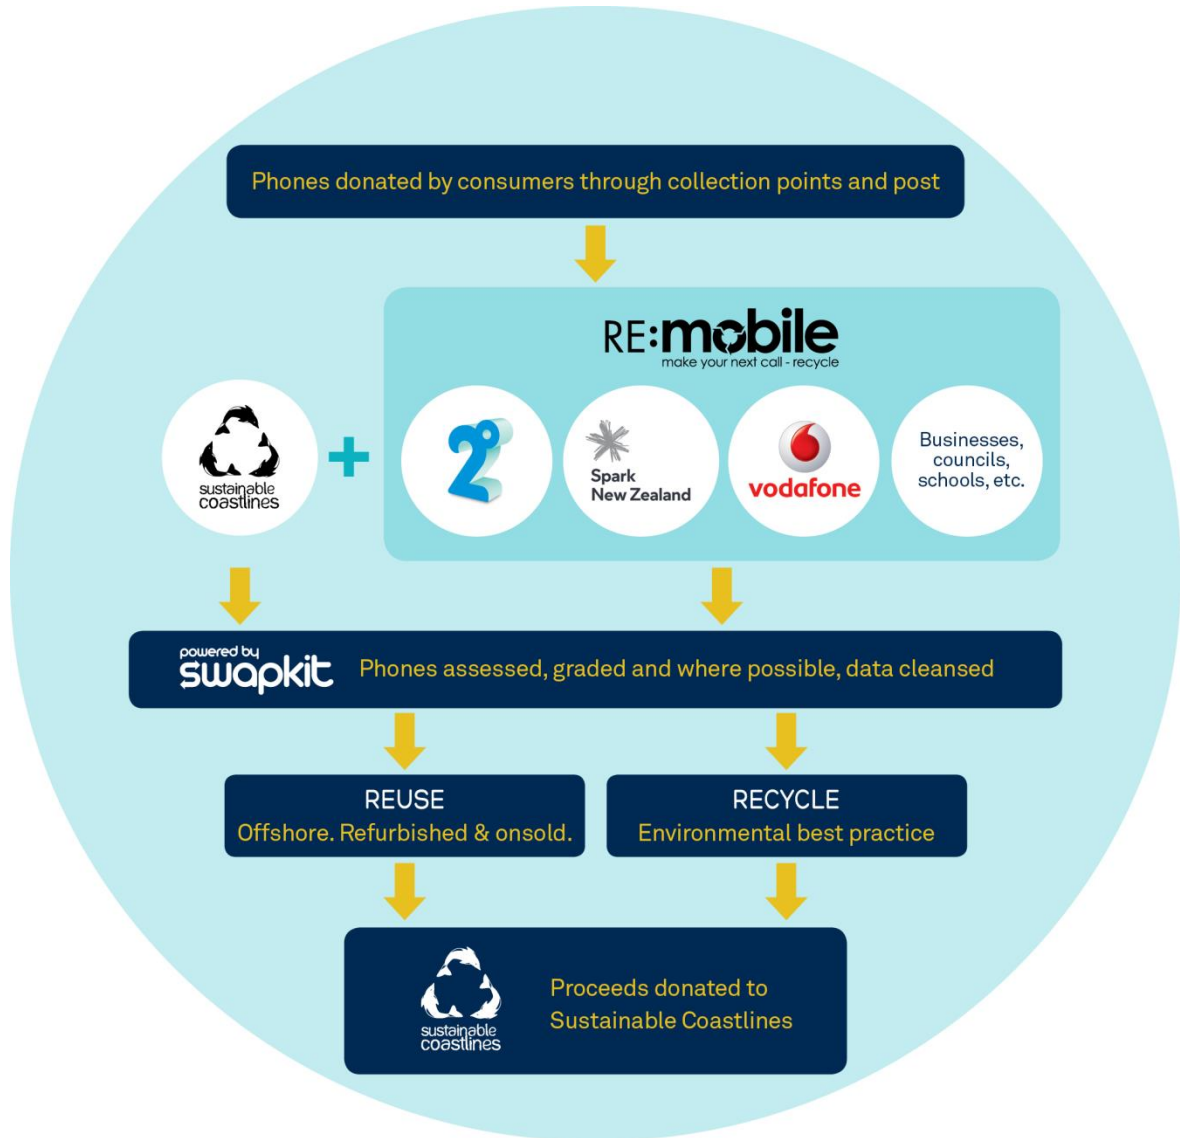 Phones donated by consumers through collection points and post
RE:mobile
make your next call - recycle
sustainable
coastlines
+
2°
Spark
New Zealand
vodafone
Businesses,
councils,
schools, etc.
powered by
swapkit
Phones assessed, graded and where possible, data cleansed
REUSE
Offshore. Refurbished & onsold.
RECYCLE
Environmental best practice
sustainable
coastlines
Proceeds donated to
Sustainable Coastlines